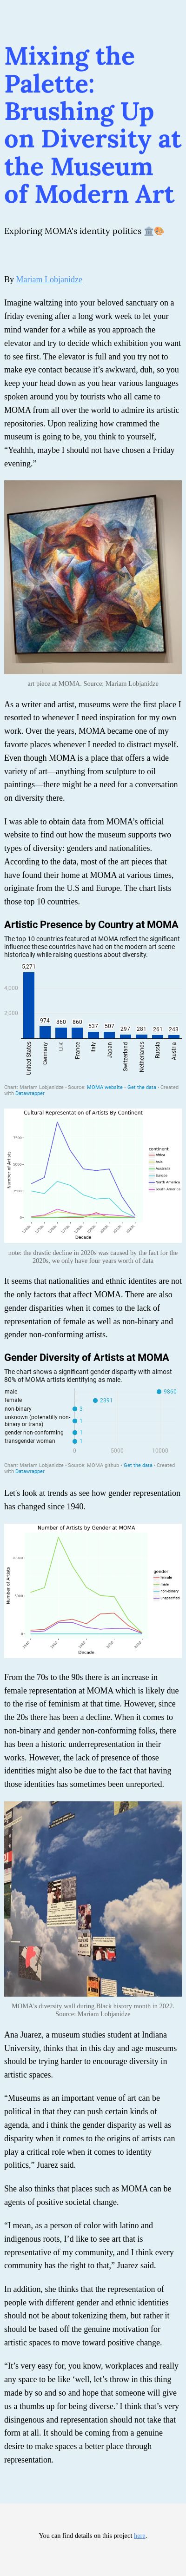 Mixing the
Palette:
Brushing Up
on Diversity at
the Museum
of Modern Art
Exploring MOMA's identity politics 🏛️🎨
By Mariam Lobjanidze
Imagine waltzing into your beloved sanctuary on a
friday evening after a long work week to let your
mind wander for a while as you approach the
elevator and try to decide which exhibition you want
to see first. The elevator is full and you try not to
make eye contact because it’s awkward, duh, so you
keep your head down as you hear various languages
spoken around you by tourists who all came to
MOMA from all over the world to admire its artistic
repositories. Upon realizing how crammed the
museum is going to be, you think to yourself,
“Yeahhh, maybe I should not have chosen a Friday
evening.”
art piece at MOMA. Source: Mariam Lobjanidze
As a writer and artist, museums were the first place I
resorted to whenever I need inspiration for my own
work. Over the years, MOMA became one of my
favorite places whenever I needed to distract myself.
Even though MOMA is a place that offers a wide
variety of art—anything from sculpture to oil
paintings—there might be a need for a conversation
on diversity there.
I was able to obtain data from MOMA’s official
website to find out how the museum supports two
types of diversity: genders and nationalities.
According to the data, most of the art pieces that
have found their home at MOMA at various times,
originate from the U.S and Europe. The chart lists
those top 10 countries.
Artistic Presence by Country at MOMA
The top 10 countries featured at MOMA reflect the significant
influence these countries have had on the modern art scene,
historically while raising questions about diversity.
5,271
4,000
2,000
974 860 860 537 507 297 281 261 243
United States Germany U.K France Italy Japan Switzerland Netherlands Russia Austria
Chart: Mariam Lobjanidze • Source: MOMA website • Get the data • Created
with Datawrapper
Cultural Representation of Artists By Continent
Number of Artists
Decade
continent
Africa
Asia
Australia
Europe
North America
South America
note: the drastic decline in 2020s was caused by the fact for the
2020s, we only have four years worth of data
It seems that nationalities and ethnic identites are not
the only factors that affect MOMA. There are also
gender disparities when it comes to the lack of
representation of female as well as non-binary and
gender non-conforming artists.
Gender Diversity of Artists at MOMA
The chart shows a significant gender disparity with almost
80% of MOMA artists identifying as male.
male 9860
female 2391
non-binary 3
unknown (potenatilly non-
binary or trans) 1
gender non-conforming 1
transgender woman 1
0 5000 10000
Chart: Mariam Lobjanidze • Source: MOMA github • Get the data • Created
with Datawrapper
Let's look at trends as see how gender representation
has changed since 1940.
Number of Artists by Gender at MOMA
Number of Artists
Decade
gender
female
male
non-binary
unspecified
From the 70s to the 90s there is an increase in
female representation at MOMA which is likely due
to the rise of feminism at that time. However, since
the 20s there has been a decline. When it comes to
non-binary and gender non-conforming folks, there
has been a historic underrepresentation in their
works. However, the lack of presence of those
identities might also be due to the fact that having
those identities has sometimes been unreported.
MOMA's diversity wall during Black history month in 2022.
Source: Mariam Lobjanidze
Ana Juarez, a museum studies student at Indiana
University, thinks that in this day and age museums
should be trying harder to encourage diversity in
artistic spaces.
“Museums as an important venue of art can be
political in that they can push certain kinds of
agenda, and i think the gender disparity as well as
disparity when it comes to the origins of artists can
play a critical role when it comes to identity
politics,” Juarez said.
She also thinks that places such as MOMA can be
agents of positive societal change.
“I mean, as a person of color with latino and
indigenous roots, I’d like to see art that is
representative of my community, and I think every
community has the right to that,” Juarez said.
In addition, she thinks that the representation of
people with different gender and ethnic identities
should not be about tokenizing them, but rather it
should be based off the genuine motivation for
artistic spaces to move toward positive change.
“It’s very easy for, you know, workplaces and really
any space to be like ‘well, let’s throw in this thing
made by so and so and hope that someone will give
us a thumbs up for being diverse.’ I think that’s very
disingenous and representation should not take that
form at all. It should be coming from a genuine
desire to make spaces a better place through
representation.
You can find details on this project here.